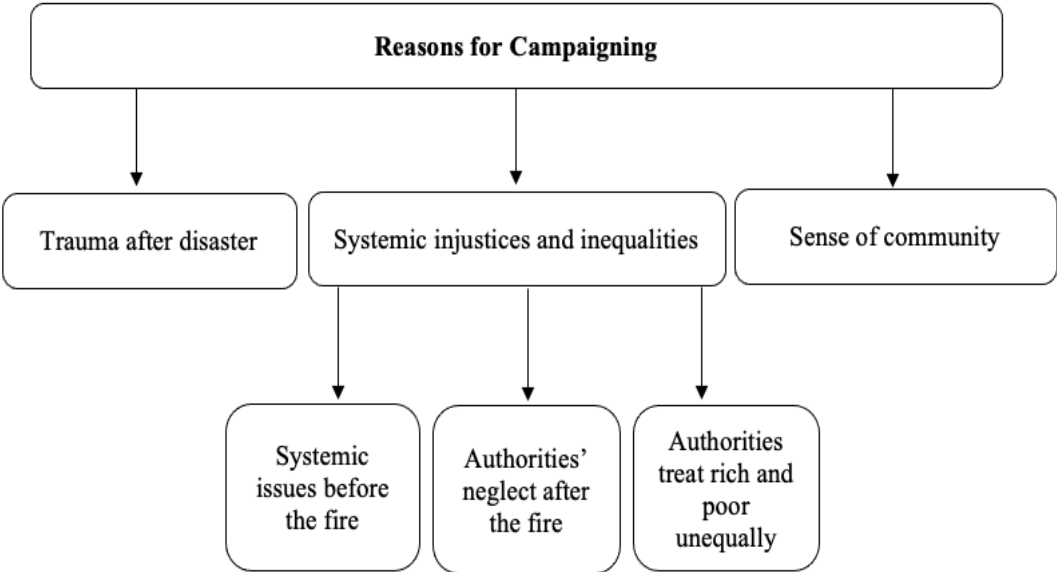 Reasons for Campaigning
Trauma after disaster
Systemic injustices and inequalities
Sense of community
Systemic
issues before
the fire
Authorities’
neglect after
the fire
Authorities
treat rich and
poor
unequally